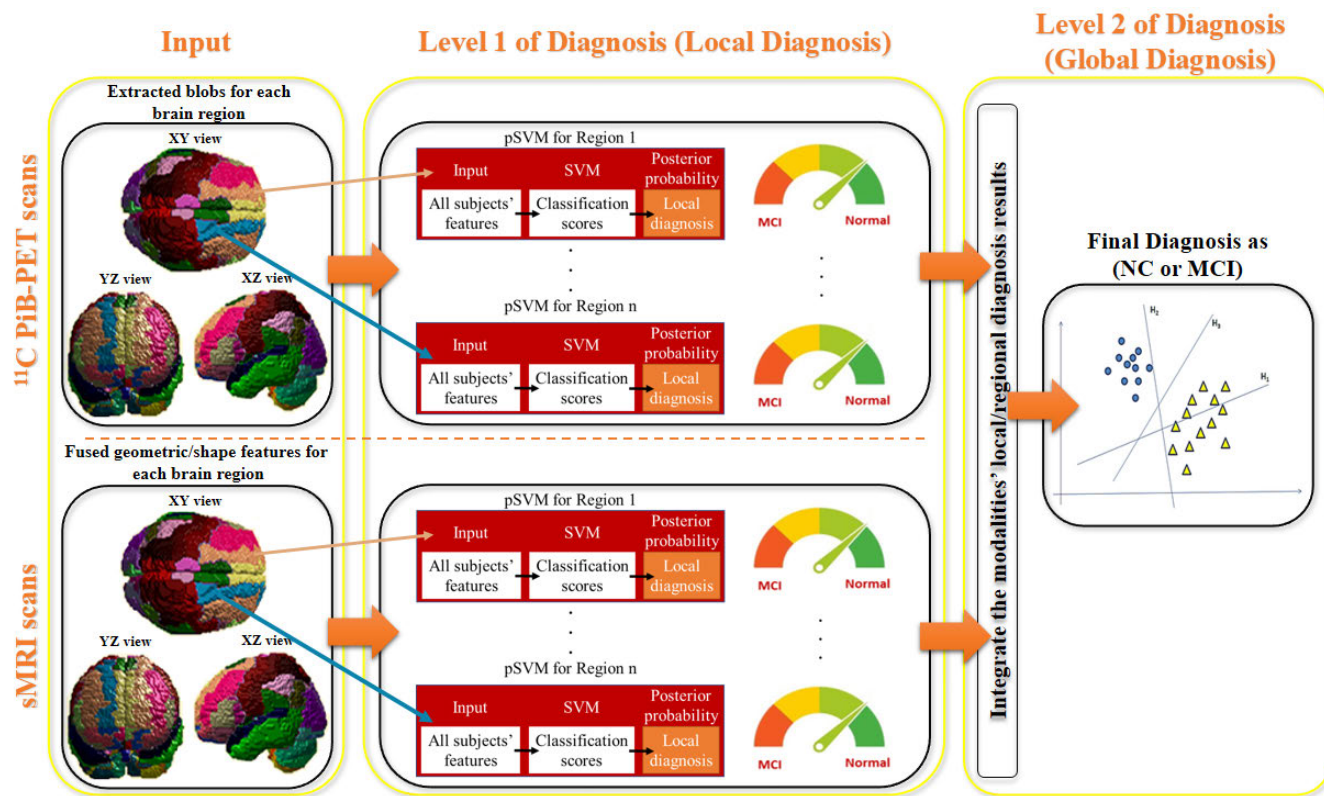 Input
Level 1 of Diagnosis (Local Diagnosis)
Level 2 of Diagnosis
(Global Diagnosis)
¹¹C PiB-PET scans
Extracted blobs for each
brain region
XY view
YZ view
XZ view
pSVM for Region 1
Input
SVM
Posterior
probability
All subjects'
features
Classification
scores
Local
diagnosis
MCI
Normal
pSVM for Region n
Input
SVM
Posterior
probability
All subjects'
features
Classification
scores
Local
diagnosis
MCI
Normal
sMRI scans
Fused geometric/shape features for
each brain region
XY view
YZ view
XZ view
pSVM for Region 1
Input
SVM
Posterior
probability
All subjects'
features
Classification
scores
Local
diagnosis
MCI
Normal
pSVM for Region n
Input
SVM
Posterior
probability
All subjects'
features
Classification
scores
Local
diagnosis
MCI
Normal
Integrate the modalities' local/regional diagnosis results
Final Diagnosis as
(NC or MCI)
H₂
H₃
H₁